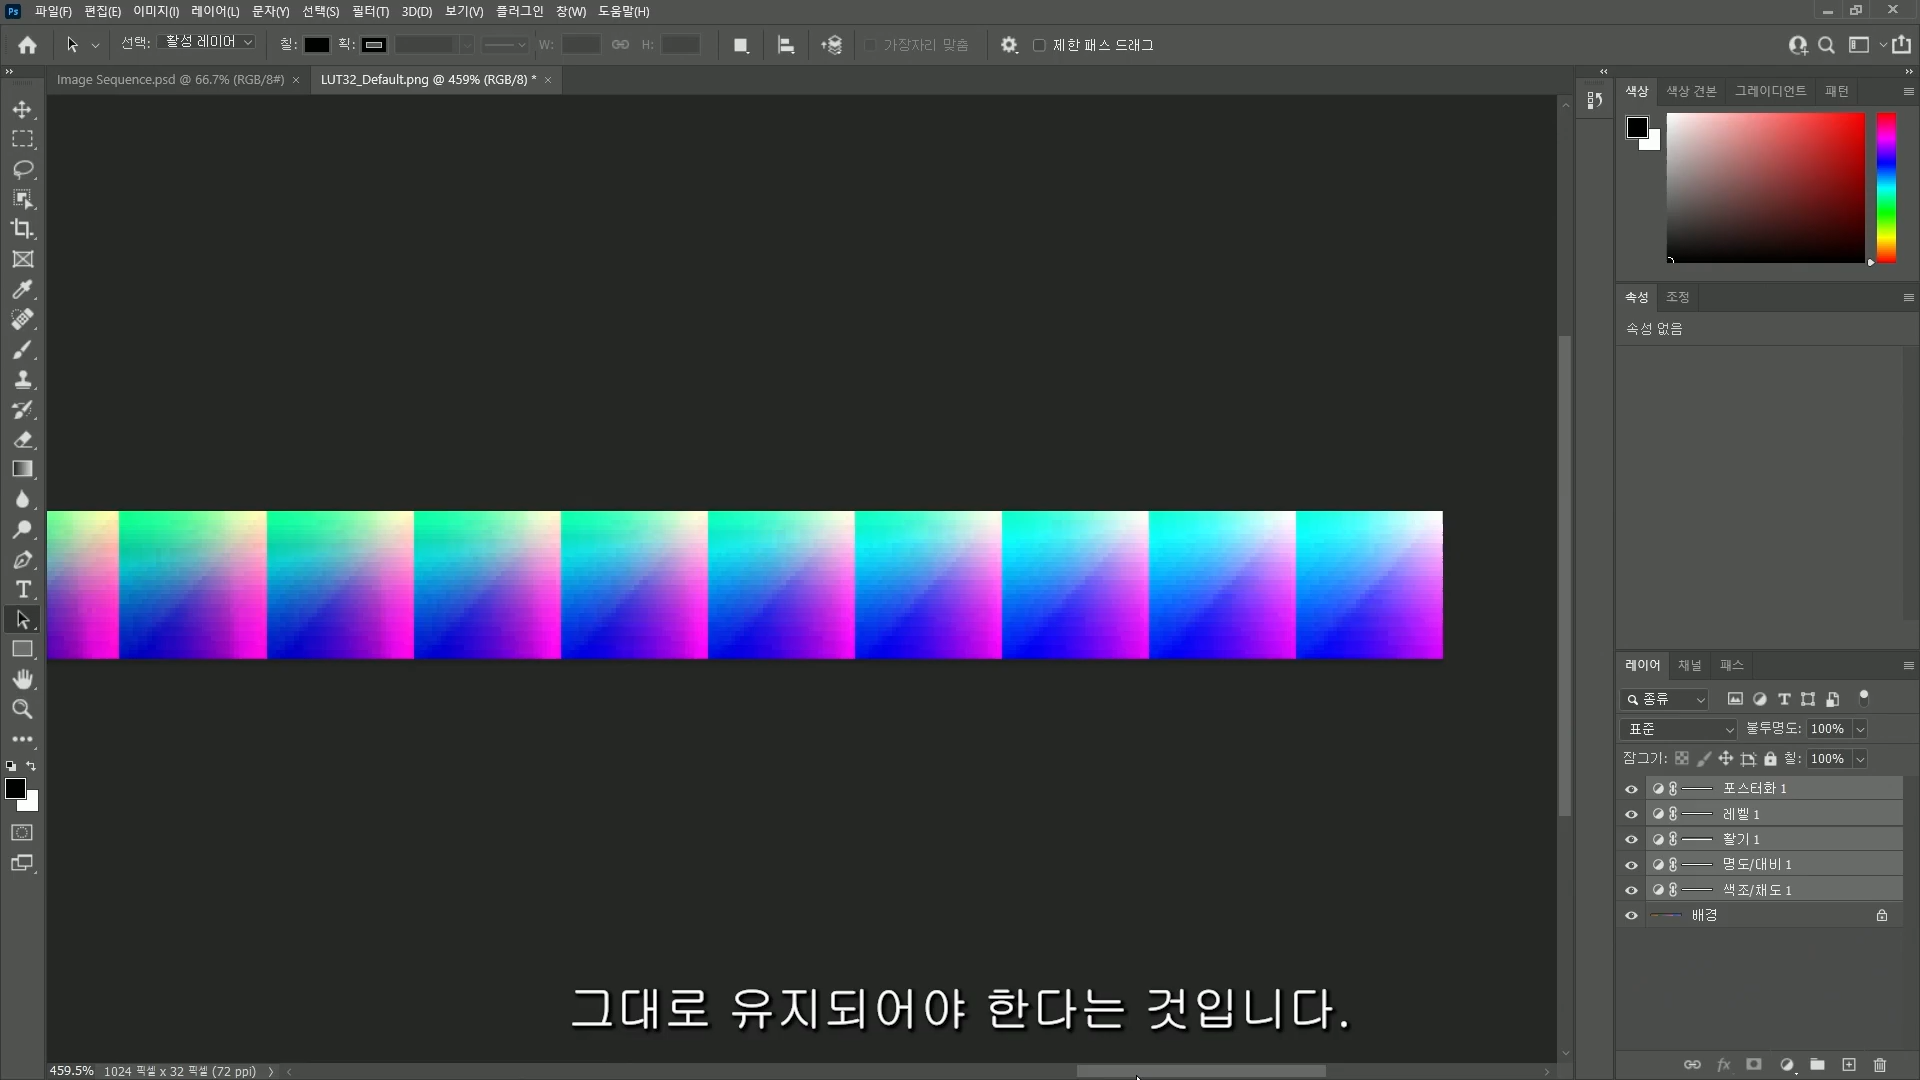 Ps 파일(F) 편집(E) 이미지(I) 레이어(L) 문자(Y) 선택(S) 필터(T) 3D(D) 보기(V) 플러그인 창(W) 도움말(H)
선택: 활성 레이어 칠: 획: W: H: 가장자리 맞춤 제한 패스 드래그
Image Sequence.psd @ 66.7% (RGB/8#) × LUT32_Default.png @ 459% (RGB/8) * ×
색상 색상 견본 그레이디언트 패턴
속성 조정
속성 없음
레이어 채널 패스
종류
표준 불투명도: 100%
잠그기: 칠: 100%
포스터화 1
레벨 1
활기 1
명도/대비 1
색조/채도 1
배경
그대로 유지되어야 한다는 것입니다.
459.5% 1024 픽셀 x 32 픽셀 (72 ppi)